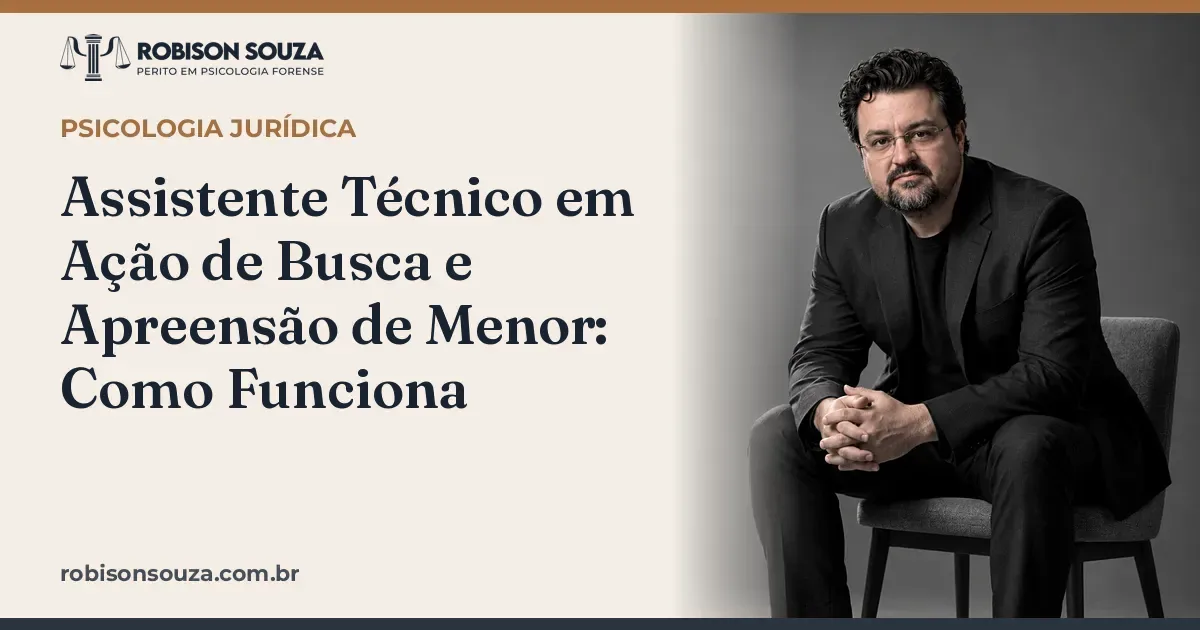 ROBISON SOUZA
PERITO EM PSICOLOGIA FORENSE
PSICOLOGIA JURÍDICA
Assistente Técnico em
Ação de Busca e
Apreensão de Menor:
Como Funciona
robisonsouza.com.br